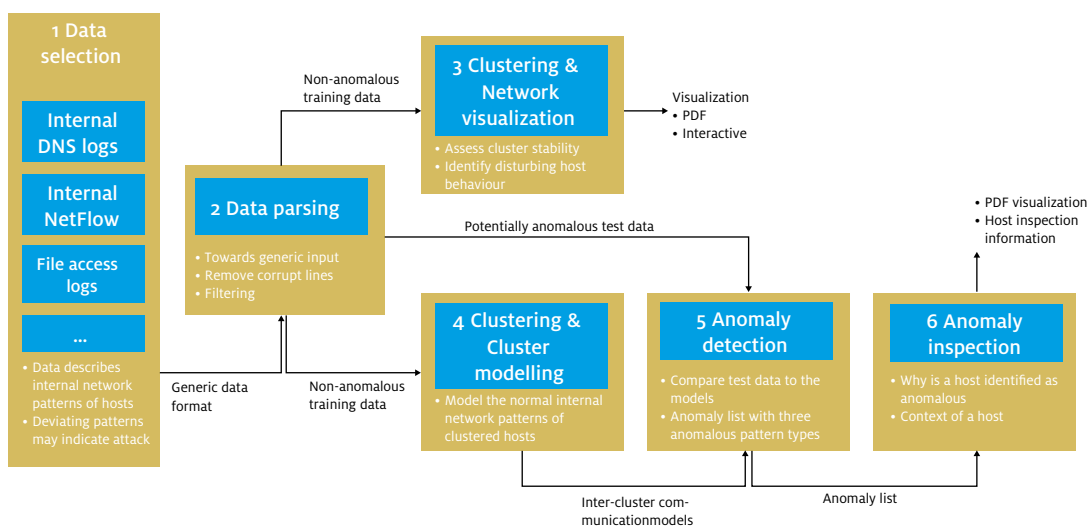 1 Data
selection
Internal
DNS logs
Internal
NetFlow
File access
logs
...
• Data describes
internal network
patterns of hosts
• Deviating patterns
may indicate attack
Generic data
format
2 Data parsing
• Towards generic input
• Remove corrupt lines
• Filtering
Non-anomalous
training data
3 Clustering &
Network
visualization
• Assess cluster stability
• Identify disturbing host
behaviour
Visualization
• PDF
• Interactive
Potentially anomalous test data
Non-anomalous
training data
4 Clustering &
Cluster
modelling
• Model the normal internal
network patterns of
clustered hosts
Inter-cluster com-
municationmodels
5 Anomaly
detection
• Compare test data to the
models
• Anomaly list with three
anomalous pattern types
Anomaly list
6 Anomaly
inspection
• Why is a host identified as
anomalous
• Context of a host
• PDF visualization
• Host inspection
information